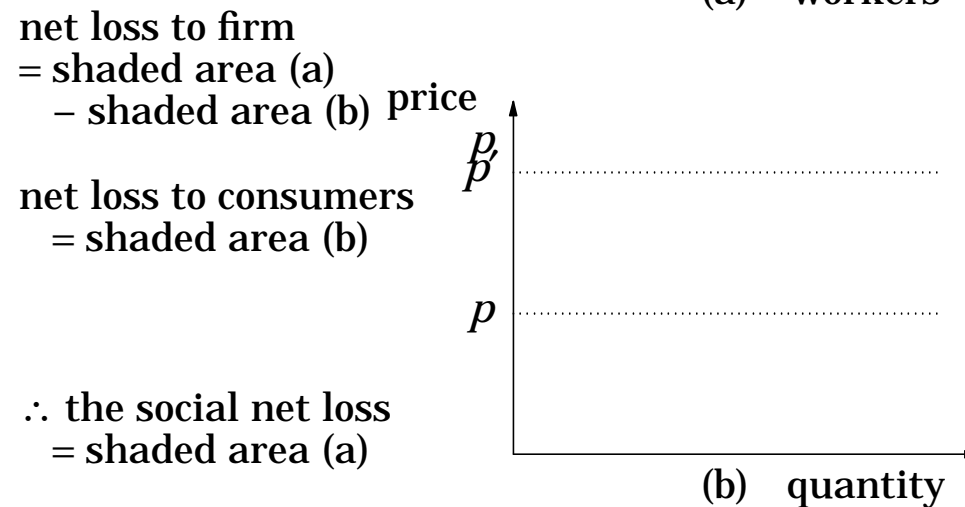 (a) workers
net loss to firm
= shaded area (a)
– shaded area (b)
price
p
p′
net loss to consumers
= shaded area (b)
p
∴ the social net loss
= shaded area (a)
(b) quantity